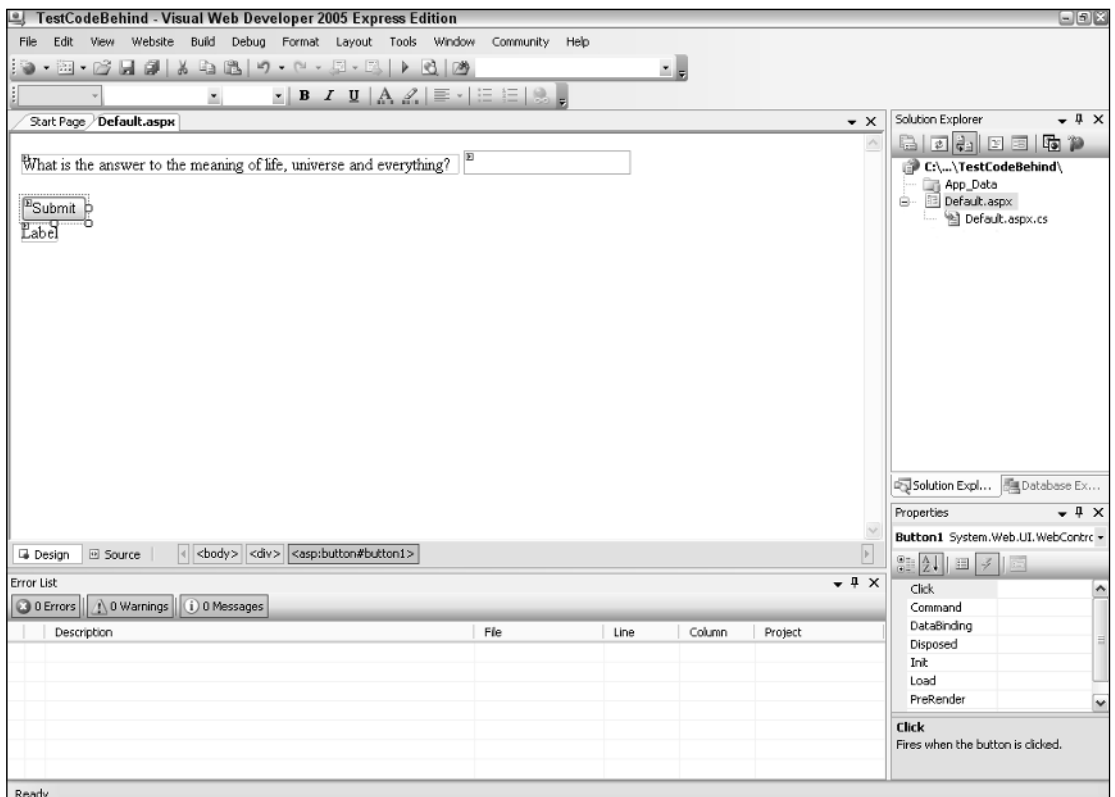 TestCodeBehind - Visual Web Developer 2005 Express Edition
File Edit View Website Build Debug Format Layout Tools Window Community Help
B I U A
Start Page Default.aspx
What is the answer to the meaning of life, universe and everything?
Submit
Label
Design Source <body> <div> <asp:button#button1>
Error List
0 Errors 0 Warnings 0 Messages
Description File Line Column Project
Ready
Solution Explorer
C:\...\TestCodeBehind\
App_Data
Default.aspx
Default.aspx.cs
Solution Expl... Database Ex...
Properties
Button1 System.Web.UI.WebContrc
Click
Command
DataBinding
Disposed
Init
Load
PreRender
Click
Fires when the button is clicked.